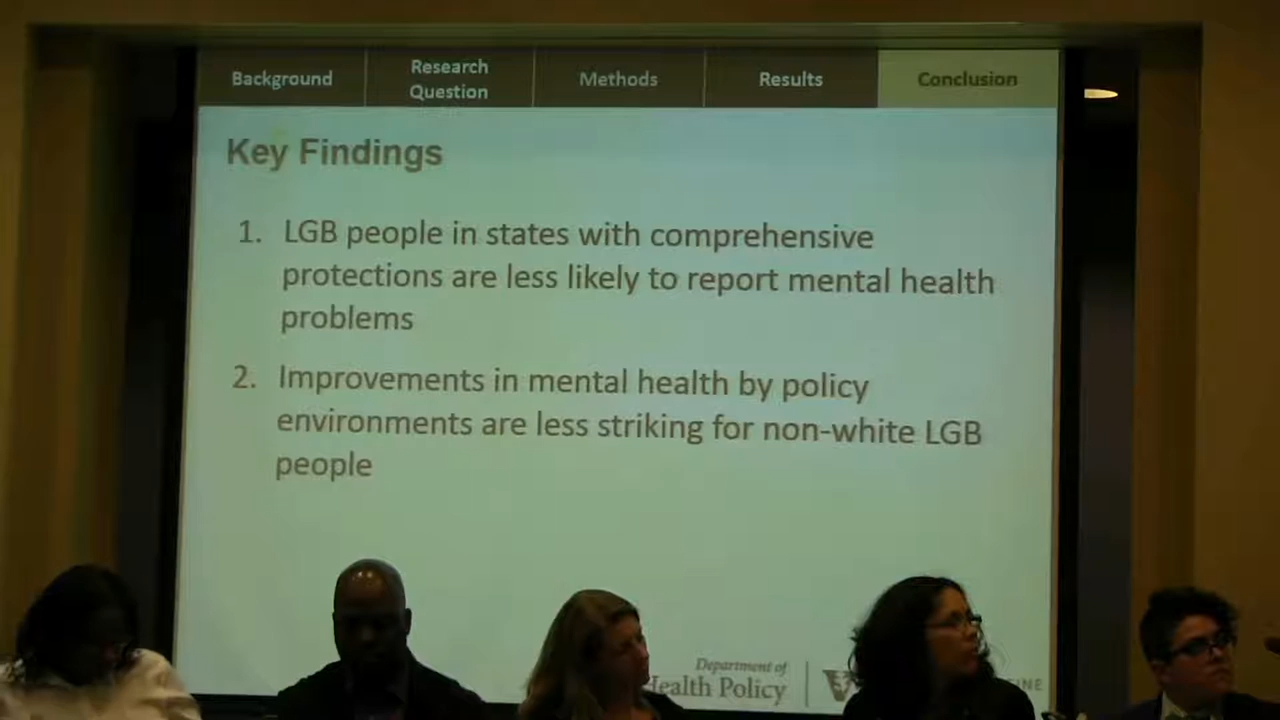 Background
Research
Question
Methods
Results
Conclusion
Key Findings
1. LGB people in states with comprehensive
protections are less likely to report mental health
problems
2. Improvements in mental health by policy
environments are less striking for non-white LGB
people
Department of
Health Policy